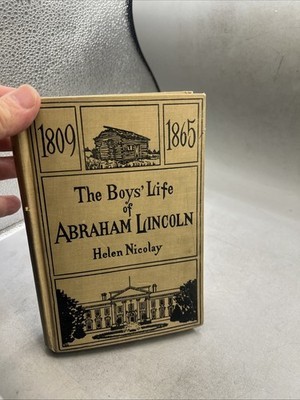 1809 1865
The Boys' Life
of
ABRAHAM LINCOLN
Helen Nicolay